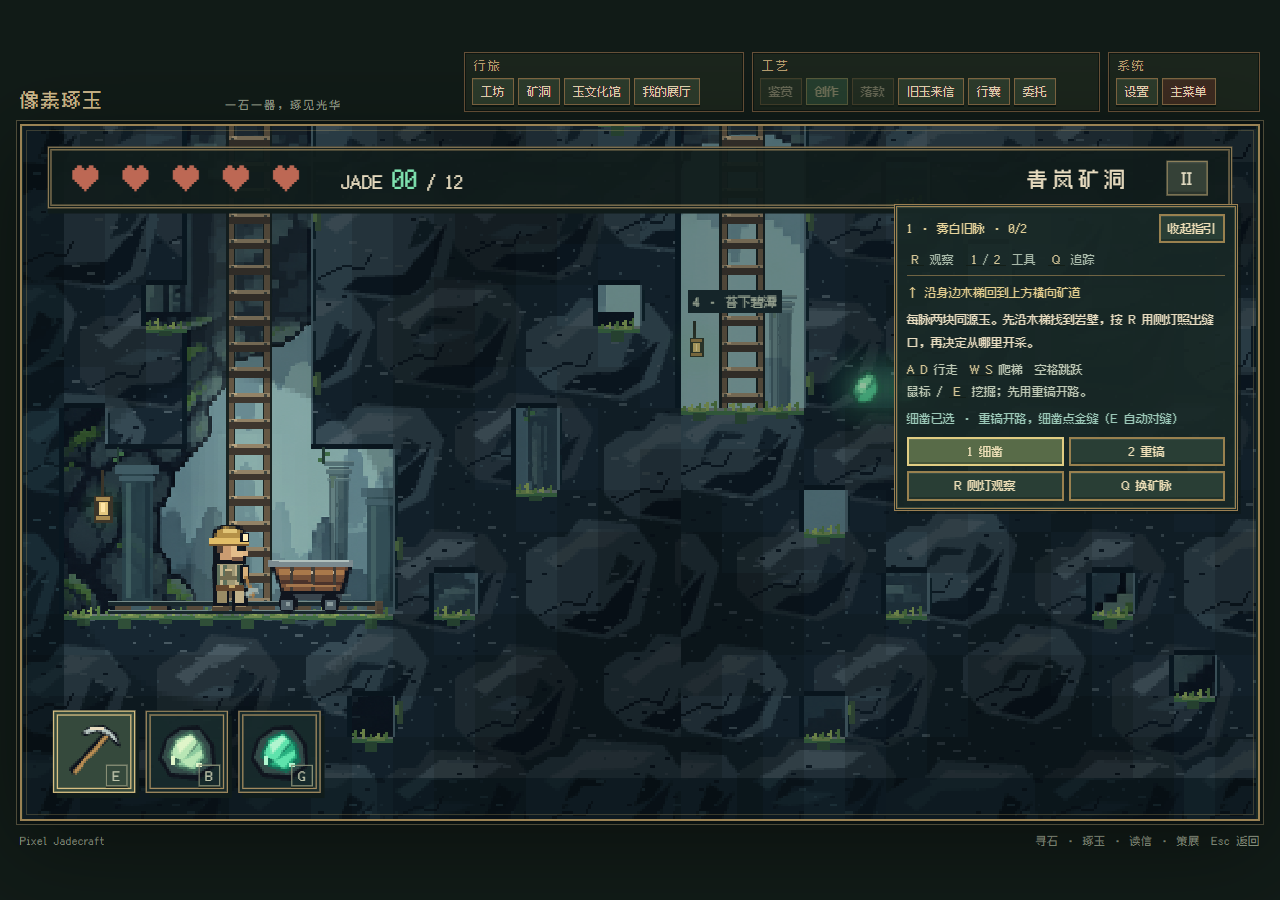 行旅
工坊 矿洞 玉文化馆 我的展厅
工艺
鉴赏 创作 落款 旧玉来信 行囊 委托
系统
设置 主菜单
像素琢玉
一石一器，琢见光华
JADE 00 / 12
青岚矿洞
II
1 · 雾白旧脉 · 0/2
收起指引
R 观察 1 / 2 工具 Q 追踪
↑ 沿身边木梯回到上方横向矿道
每脉两块同源玉。先沿木梯找到岩壁，按 R 用侧灯照出缝
口，再决定从哪里开采。
A D 行走 W S 爬梯 空格跳跃
鼠标 / E 挖掘；先用重镐开路。
细凿已选 · 重镐开路，细凿点金缝（E 自动对缝）
1 细凿
2 重镐
R 侧灯观察
Q 换矿脉
4 · 苔下碧潭
E
B
G
Pixel Jadecraft
寻石 · 琢玉 · 读信 · 策展 Esc 返回